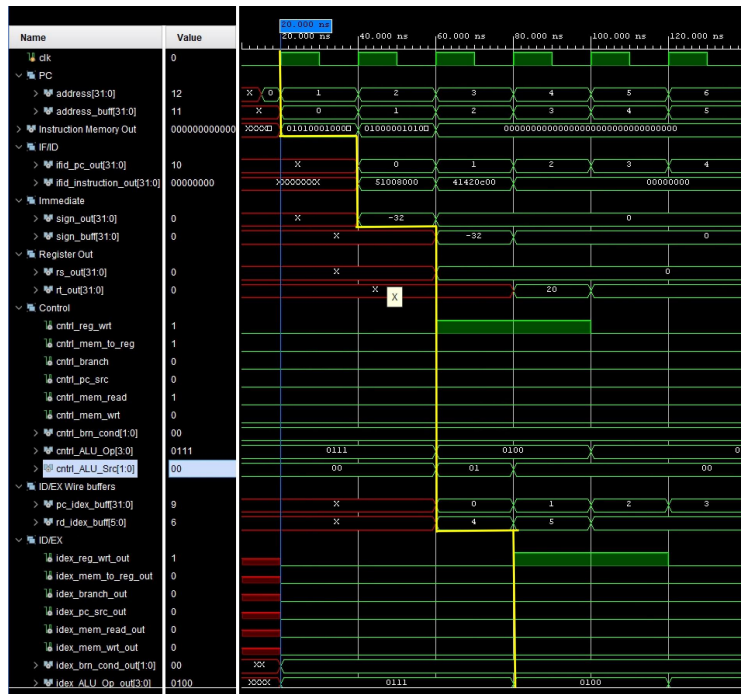 20.000 ns
Name Value 20.000 ns 40.000 ns 60.000 ns 80.000 ns 100.000 ns 120.000 ns
clk 0
PC
address[31:0] 12 X 0 1 2 3 4 5 6
address_buff[31:0] 11 X 0 1 2 3 4 5
Instruction Memory Out 000000000000 XXXX 01010001000 01000001010 00000000000000000000000000000000
IF/ID
ifid_pc_out[31:0] 10 X 0 1 2 3 4
ifid_instruction_out[31:0] 00000000 XXXXXXXX 51008000 41420c00 00000000
Immediate
sign_out[31:0] 0 X -32 0
sign_buff[31:0] 0 X -32 0
Register Out
rs_out[31:0] 0 X 0
rt_out[31:0] 0 X 20
X
Control
cntrl_reg_wrt 1
cntrl_mem_to_reg 1
cntrl_branch 0
cntrl_pc_src 0
cntrl_mem_read 1
cntrl_mem_wrt 0
cntrl_brn_cond[1:0] 00
cntrl_ALU_Op[3:0] 0111 0111 0100 0
cntrl_ALU_Src[1:0] 00 00 01 00
ID/EX Wire buffers
pc_idex_buff[31:0] 9 X 0 1 2 3
rd_idex_buff[5:0] 6 X 4 5
ID/EX
idex_reg_wrt_out 1
idex_mem_to_reg_out 0
idex_branch_out 0
idex_pc_src_out 0
idex_mem_read_out 0
idex_mem_wrt_out 0
idex_brn_cond_out[1:0] 00 XX
idex_ALU_Op_out[3:0] 0100 XXXX 0111 0100